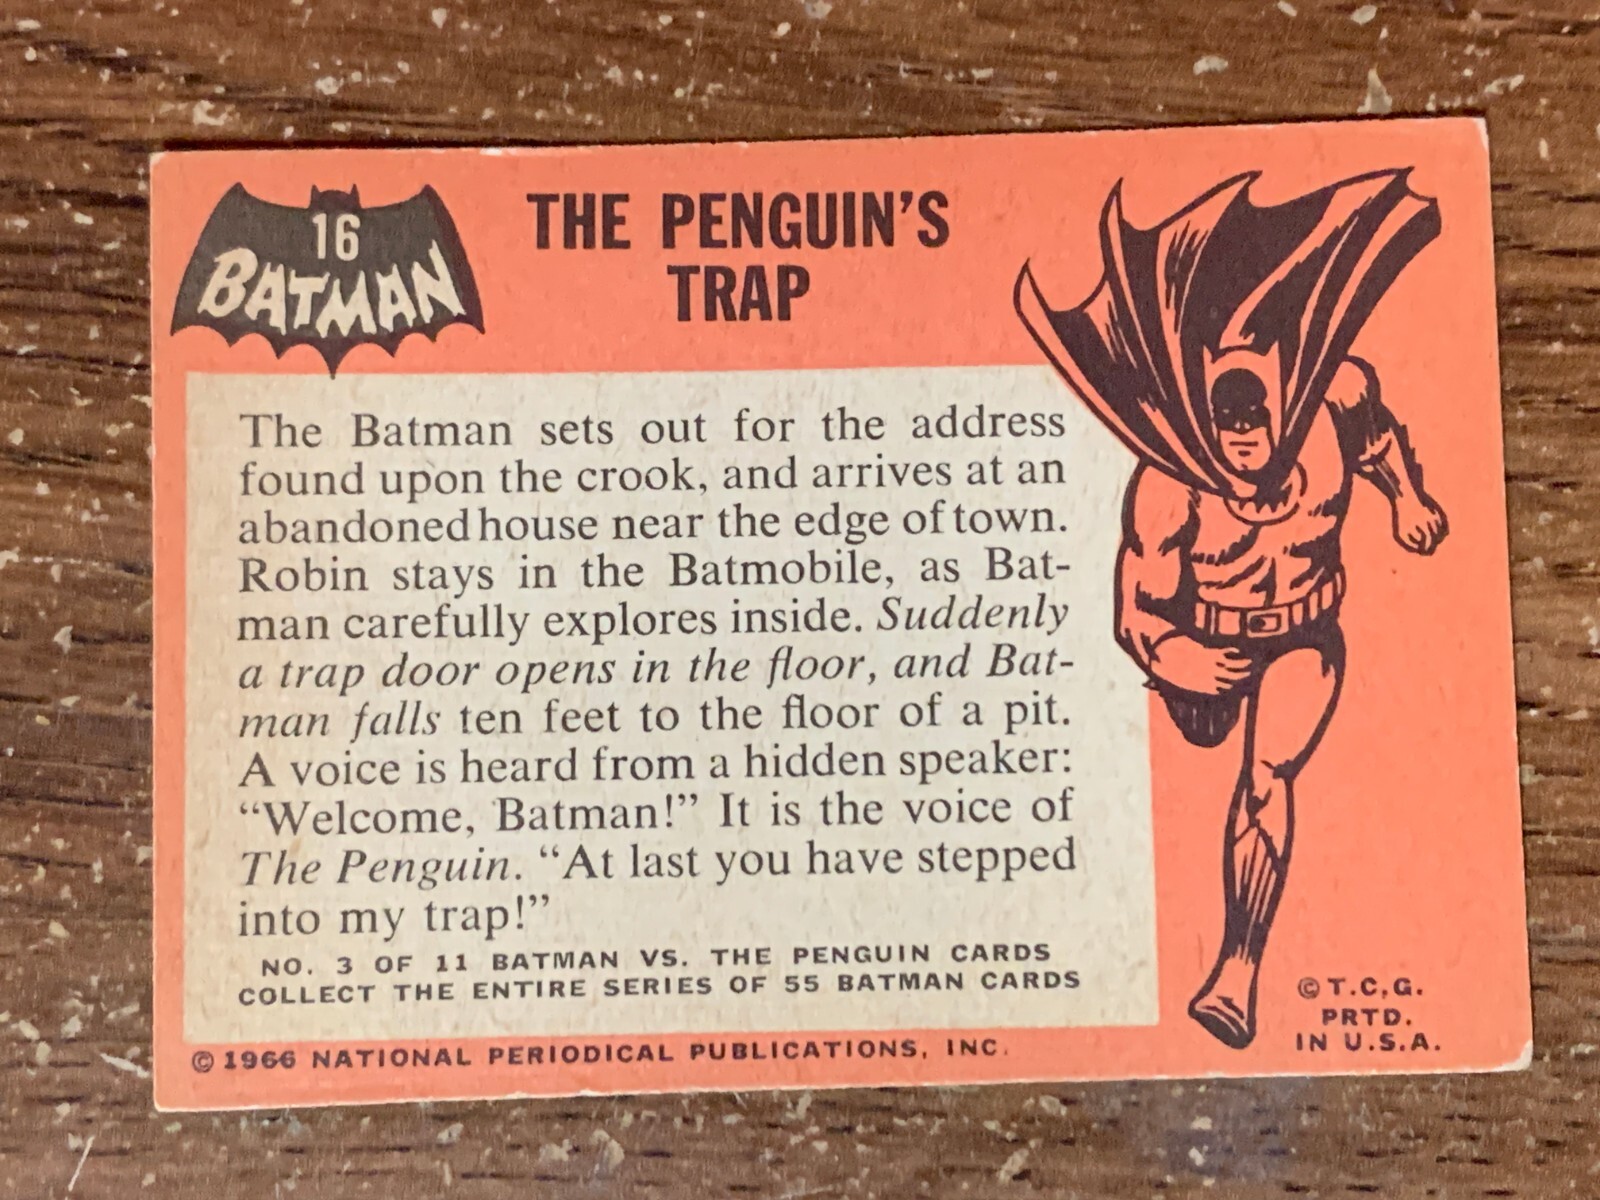 16
BATMAN
THE PENGUIN'S
TRAP
The Batman sets out for the address
found upon the crook, and arrives at an
abandoned house near the edge of town.
Robin stays in the Batmobile, as Bat-
man carefully explores inside. Suddenly
a trap door opens in the floor, and Bat-
man falls ten feet to the floor of a pit.
A voice is heard from a hidden speaker:
“Welcome, Batman!” It is the voice of
The Penguin. “At last you have stepped
into my trap!”
NO. 3 OF 11 BATMAN VS. THE PENGUIN CARDS
COLLECT THE ENTIRE SERIES OF 55 BATMAN CARDS
© 1966 NATIONAL PERIODICAL PUBLICATIONS, INC.
© T.C.G.
PRTD.
IN U.S.A.